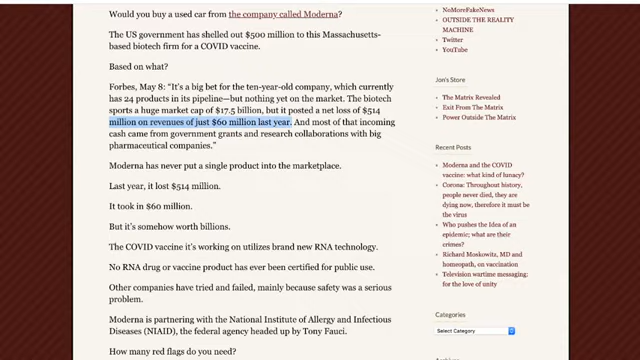 Would you buy a used car from the company called Moderna?
The US government has shelled out $500 million to this Massachusetts-
based biotech firm for a COVID vaccine.
Based on what?
Forbes, May 8: “It’s a big bet for the ten-year-old company, which currently
has 24 products in its pipeline—but nothing yet on the market. The biotech
sports a huge market cap of $17.5 billion, but it posted a net loss of $514
million on revenues of just $60 million last year. And most of that incoming
cash came from government grants and research collaborations with big
pharmaceutical companies.”
Moderna has never put a single product into the marketplace.
Last year, it lost $514 million.
It took in $60 million.
But it’s somehow worth billions.
The COVID vaccine it’s working on utilizes brand new RNA technology.
No RNA drug or vaccine product has ever been certified for public use.
Other companies have tried and failed, mainly because safety was a serious
problem.
Moderna is partnering with the National Institute of Allergy and Infectious
Diseases (NIAID), the federal agency headed up by Tony Fauci.
How many red flags do you need?
NoMoreFakeNews
OUTSIDE THE REALITY
MACHINE
Twitter
YouTube
Jon's Store
The Matrix Revealed
Exit From The Matrix
Power Outside The Matrix
Recent Posts
Moderna and the COVID
vaccine: what kind of lunacy?
Corona: Throughout history,
people never died, they are
dying now, therefore it must be
the virus
Who pushes the Idea of an
epidemic; what are their
crimes?
Richard Moskowitz, MD and
homeopath, on vaccination
Television wartime messaging:
for the love of unity
Categories
Select Category